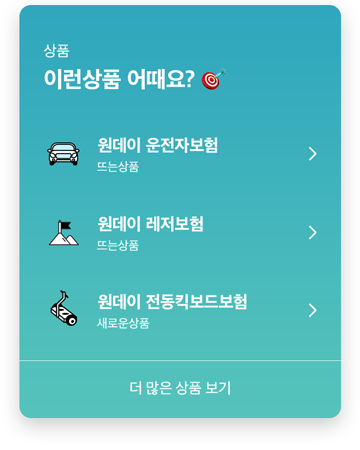 상품
이런상품 어때요?
원데이 운전자보험
뜨는상품
원데이 레저보험
뜨는상품
원데이 전동킥보드보험
새로운상품
더 많은 상품 보기